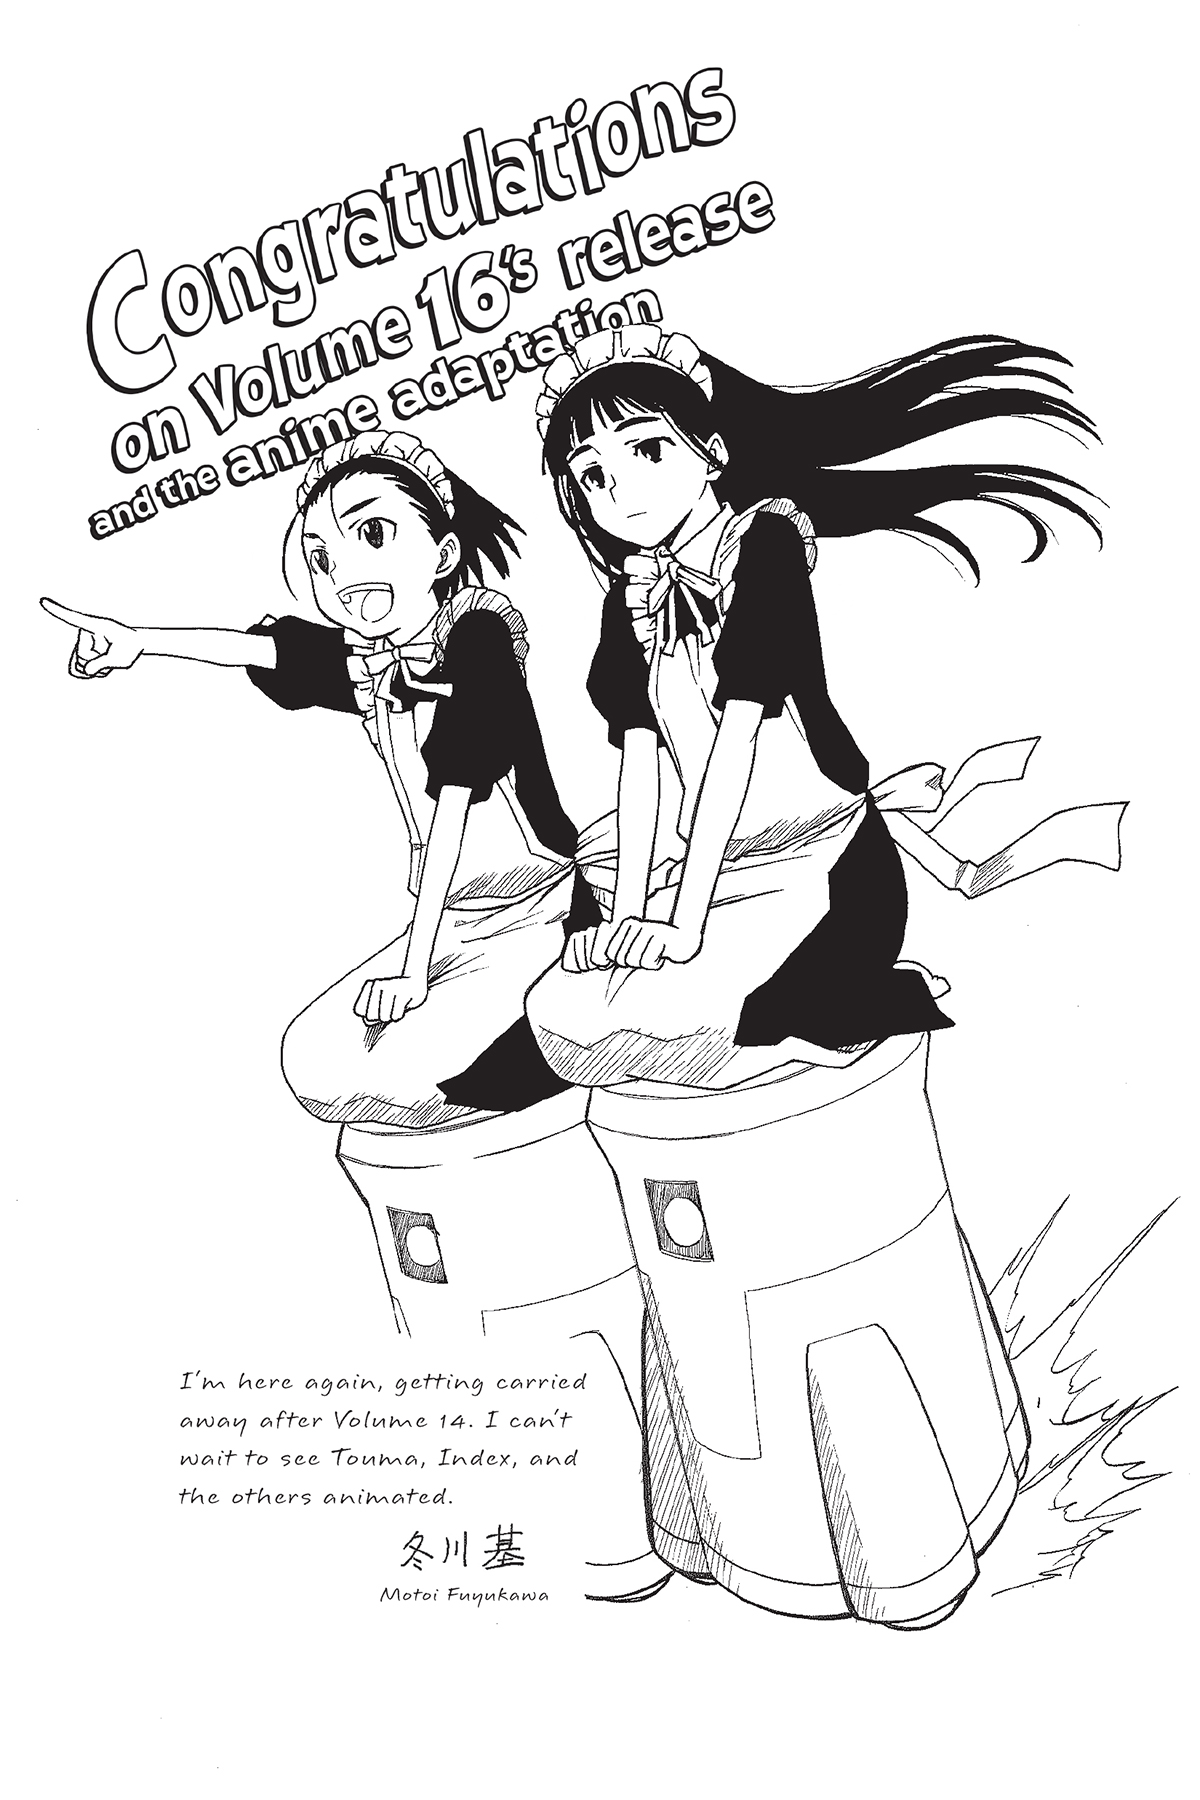 Congratulations
on Volume 16's release
and the anime adaptation
I'm here again, getting carried
away after Volume 14. I can't
wait to see Touma, Index, and
the others animated.
冬川基
Motoi Fuyukawa